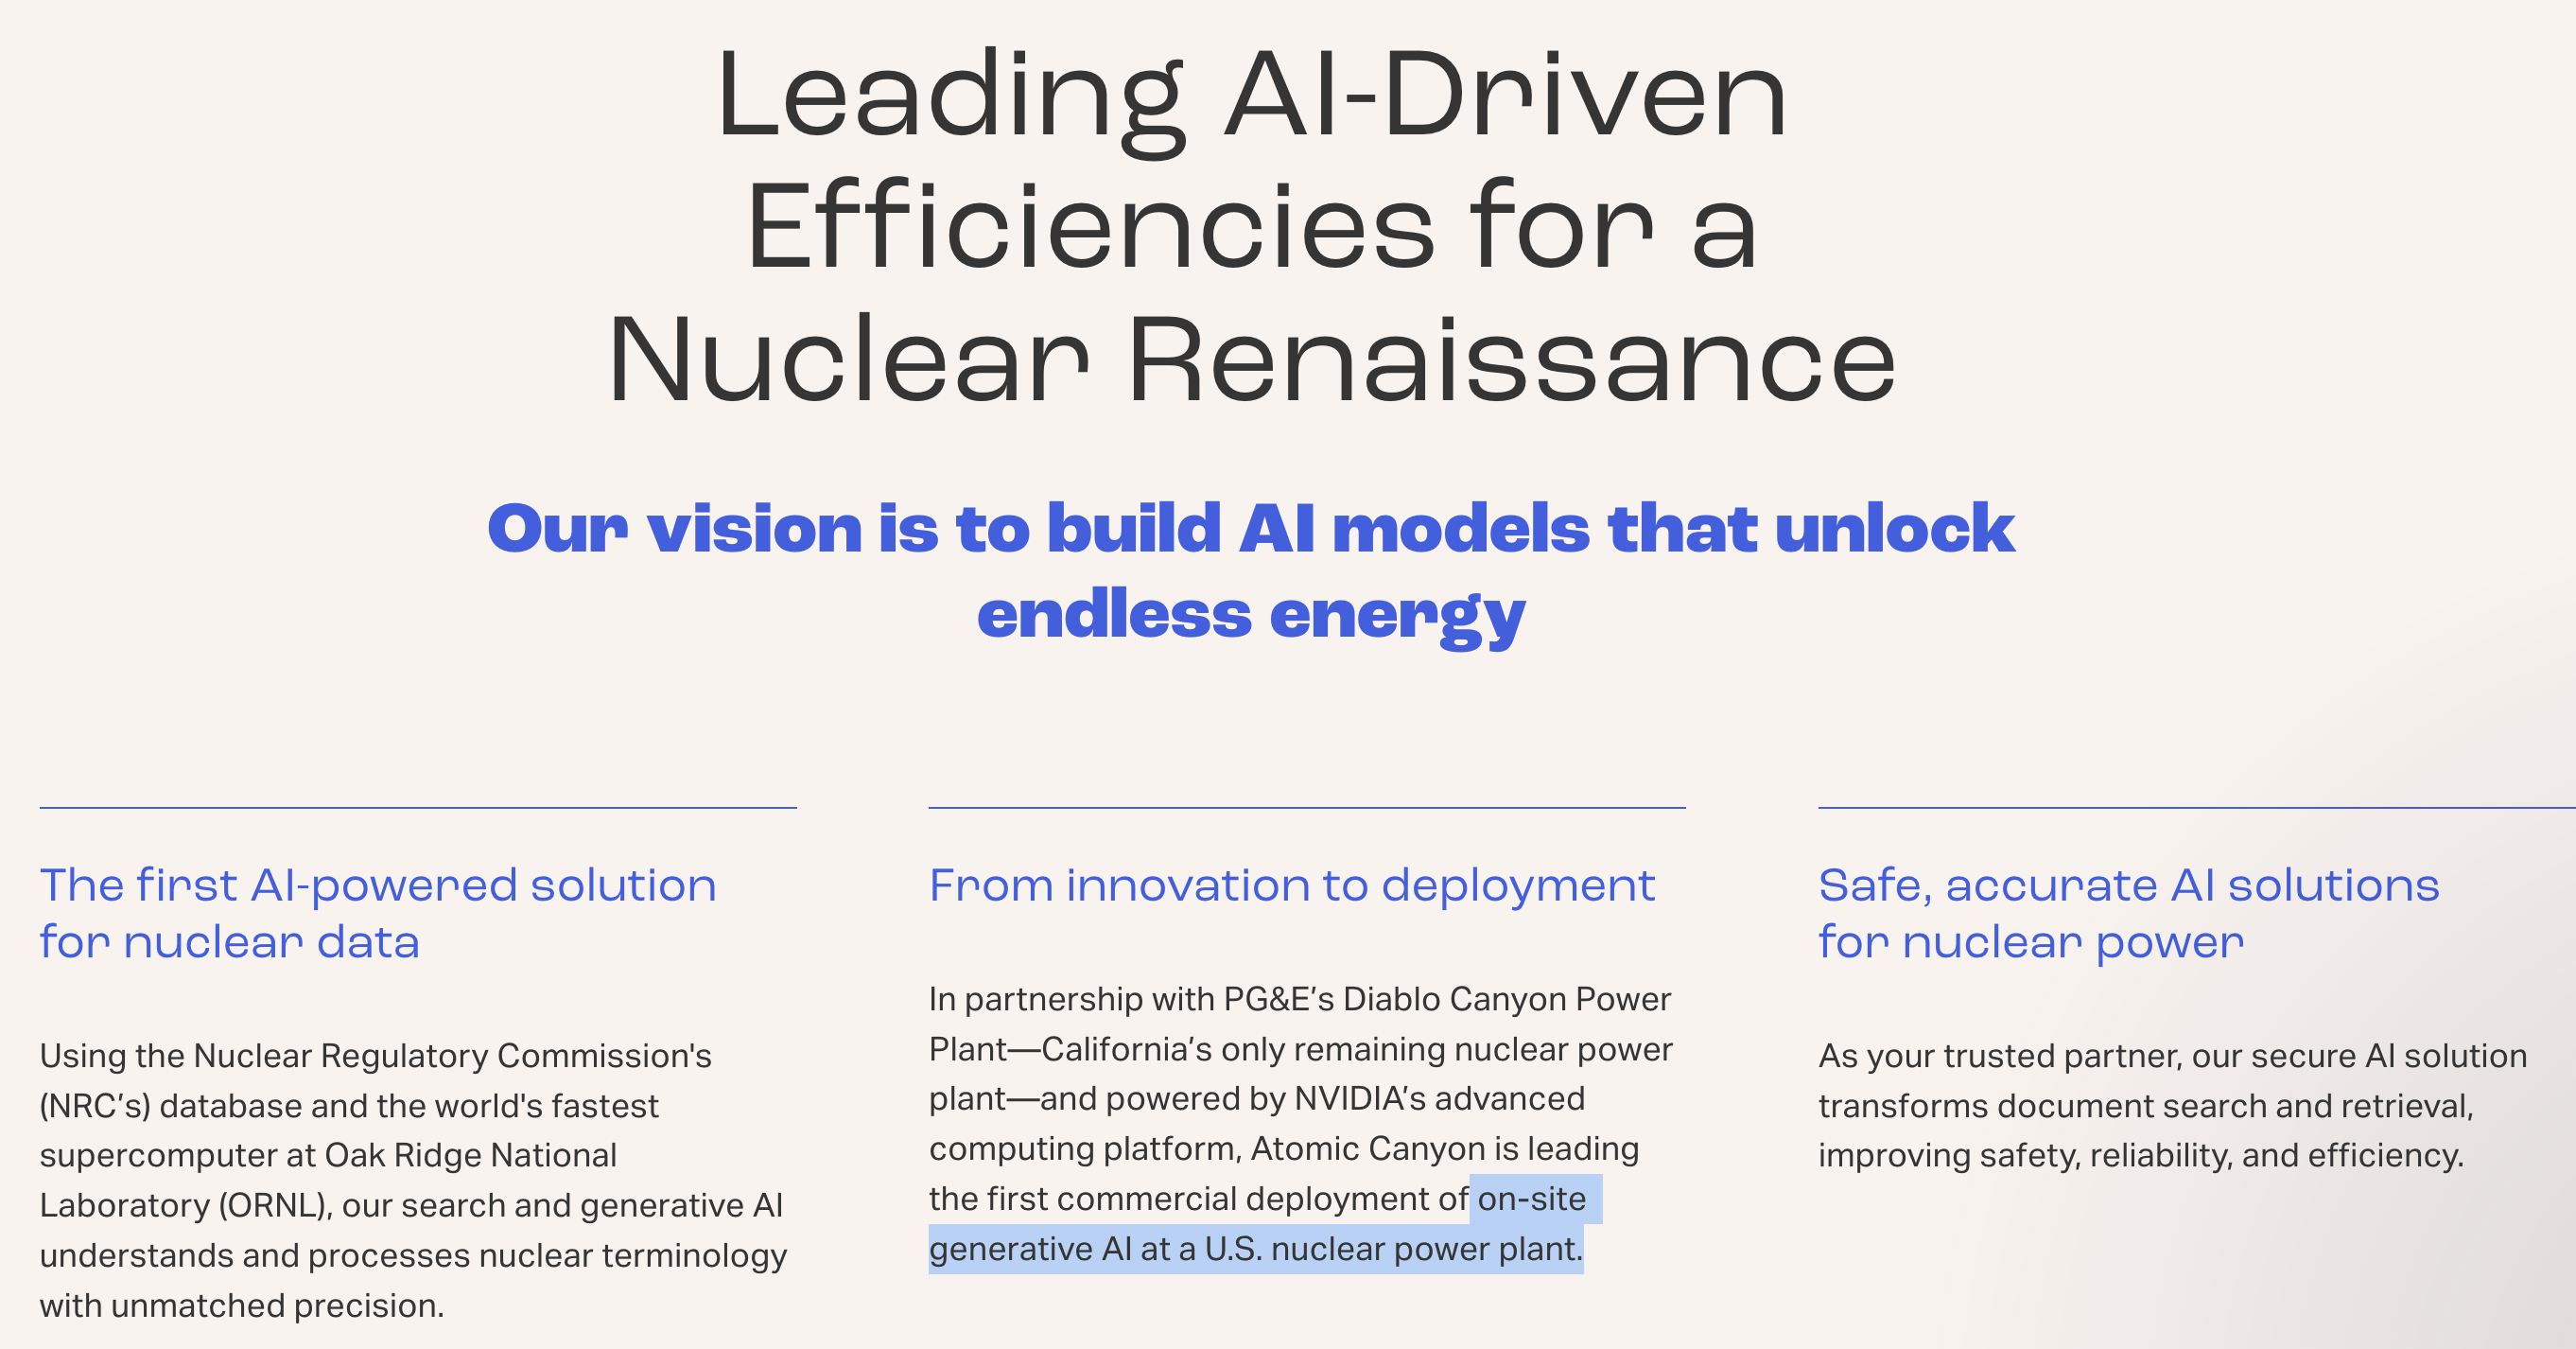 Leading AI-Driven
Efficiencies for a
Nuclear Renaissance
Our vision is to build AI models that unlock
endless energy
The first AI-powered solution
for nuclear data
Using the Nuclear Regulatory Commission's
(NRC’s) database and the world's fastest
supercomputer at Oak Ridge National
Laboratory (ORNL), our search and generative AI
understands and processes nuclear terminology
with unmatched precision.
From innovation to deployment
In partnership with PG&E’s Diablo Canyon Power
Plant—California’s only remaining nuclear power
plant—and powered by NVIDIA’s advanced
computing platform, Atomic Canyon is leading
the first commercial deployment of on-site
generative AI at a U.S. nuclear power plant.
Safe, accurate AI solutions
for nuclear power
As your trusted partner, our secure AI solution
transforms document search and retrieval,
improving safety, reliability, and efficiency.